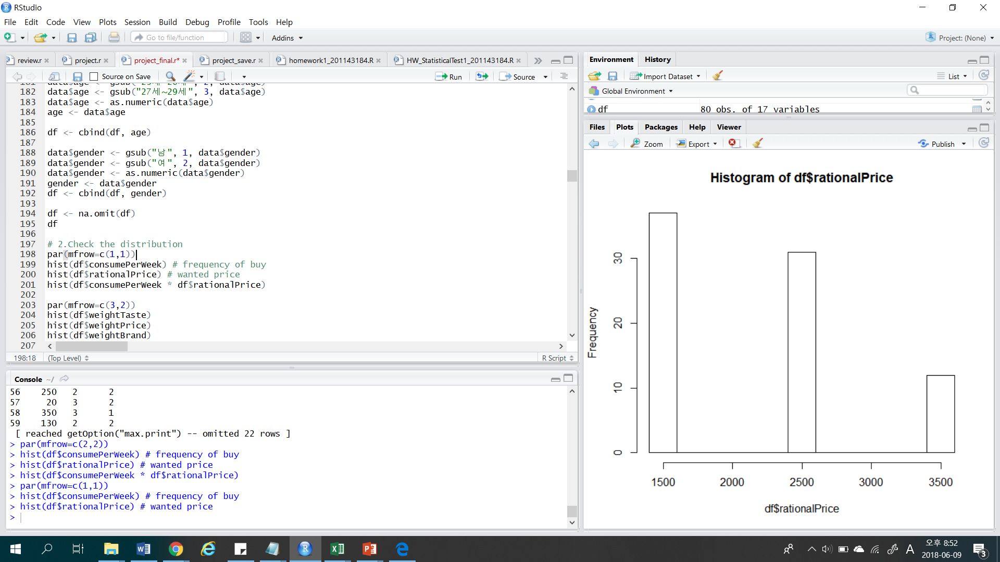 RStudio
File Edit Code View Plots Session Build Debug Profile Tools Help
Go to file/function
Addins
Project: (None)
review.r
project.r
project_final.r*
project_save.r
homework1_201143184.R
HW_StatisticalTest1_201143184.R
Source on Save
Run
Source
182 data$age <- gsub("27세~29세", 3, data$age)
183 data$age <- as.numeric(data$age)
184 age <- data$age
185
186 df <- cbind(df, age)
187
188 data$gender <- gsub("남", 1, data$gender)
189 data$gender <- gsub("여", 2, data$gender)
190 data$gender <- as.numeric(data$gender)
191 gender <- data$gender
192 df <- cbind(df, gender)
193
194 df <- na.omit(df)
195 df
196
197 # 2.Check the distribution
198 par(mfrow=c(1,1))
199 hist(df$consumePerWeek) # frequency of buy
200 hist(df$rationalPrice) # wanted price
201 hist(df$consumePerWeek * df$rationalPrice)
202
203 par(mfrow=c(3,2))
204 hist(df$weightTaste)
205 hist(df$weightPrice)
206 hist(df$weightBrand)
207
198:18 (Top Level) R Script
Console ~/
56 250 2 2
57 20 3 2
58 350 3 1
59 130 2 2
[ reached getOption("max.print") -- omitted 22 rows ]
> par(mfrow=c(2,2))
> hist(df$consumePerWeek) # frequency of buy
> hist(df$rationalPrice) # wanted price
> hist(df$consumePerWeek * df$rationalPrice)
> par(mfrow=c(1,1))
> hist(df$consumePerWeek) # frequency of buy
> hist(df$rationalPrice) # wanted price
>
Environment History
Import Dataset
List
Global Environment
df 80 obs. of 17 variables
Files Plots Packages Help Viewer
Zoom Export Publish
Histogram of df$rationalPrice
Frequency
30
20
10
0
1500 2000 2500 3000 3500
df$rationalPrice
A
오후 8:52
2018-06-09
3